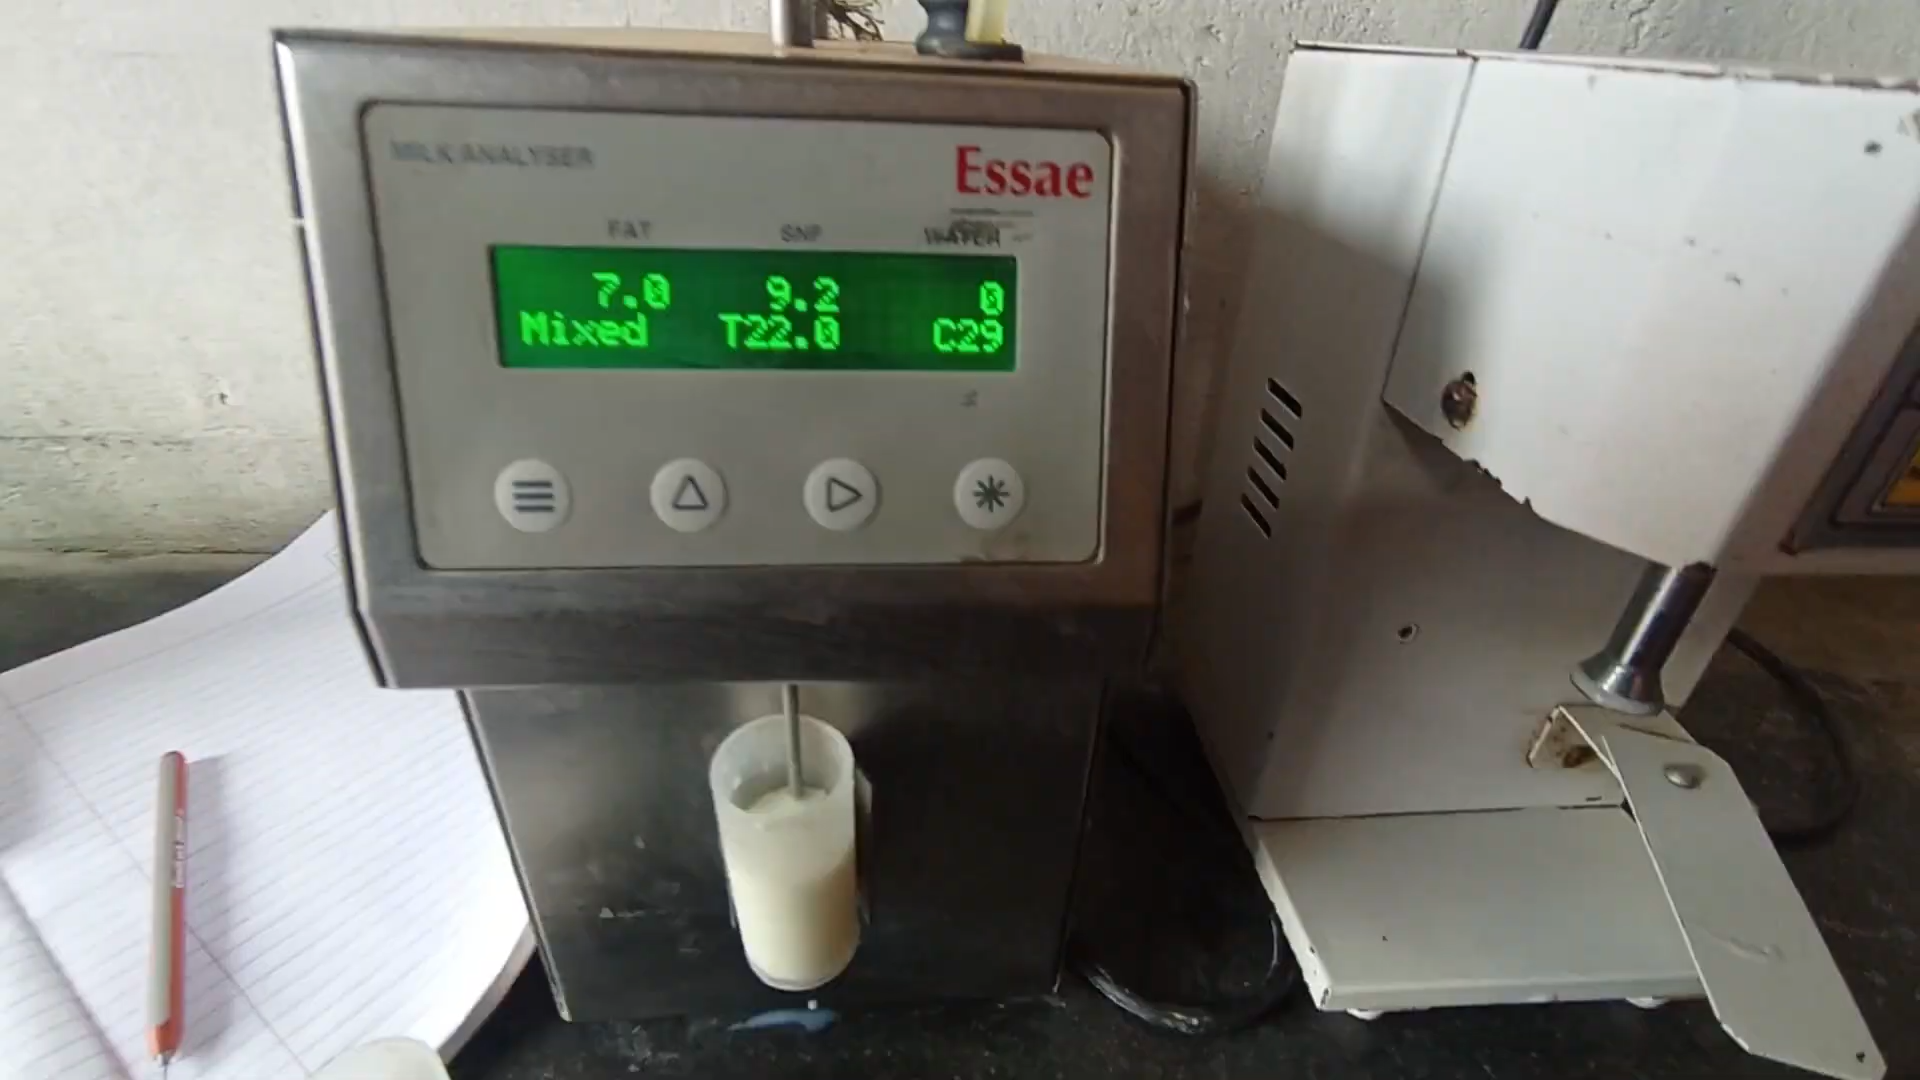 MILK ANALYSER
Essae
FAT SNF WATER
7.0 9.2 0
Mixed T22.0 C29